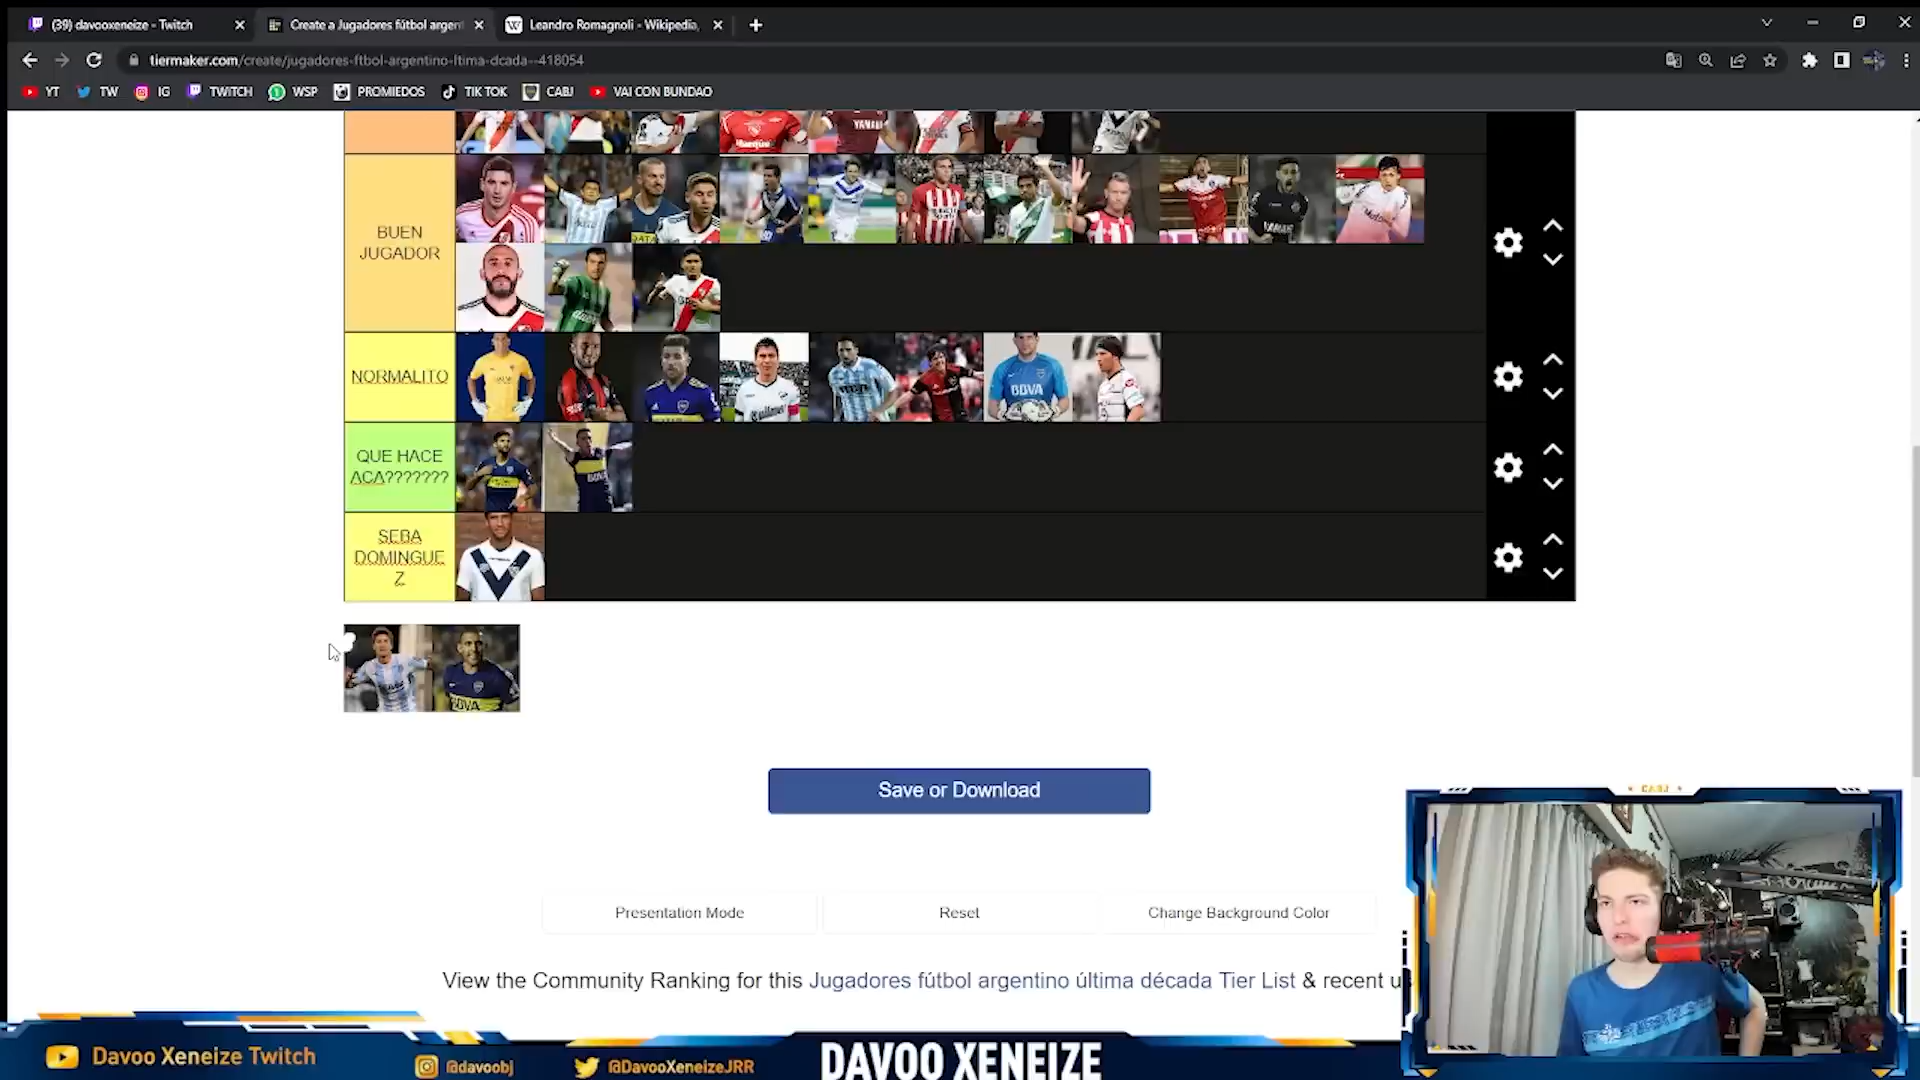 (39) davooxeneize - Twitch
Create a Jugadores fútbol argen
Leandro Romagnoli - Wikipedia,
tiermaker.com/create/jugadores-ftbol-argentino-ltima-dcada--418054
YT
TW
IG
TWITCH
WSP
PROMIEDOS
TIK TOK
CABJ
VAI CON BUNDAO
BUEN
JUGADOR
NORMALITO
BBVA
QUE HACE
ACA???????
SEBA
DOMINGUE
Z
Save or Download
Presentation Mode
Reset
Change Background Color
View the Community Ranking for this Jugadores fútbol argentino última década Tier List & recent u
CABJ
Davoo Xeneize Twitch
@davoobj
@DavooXeneizeJRR
DAVOO XENEIZE